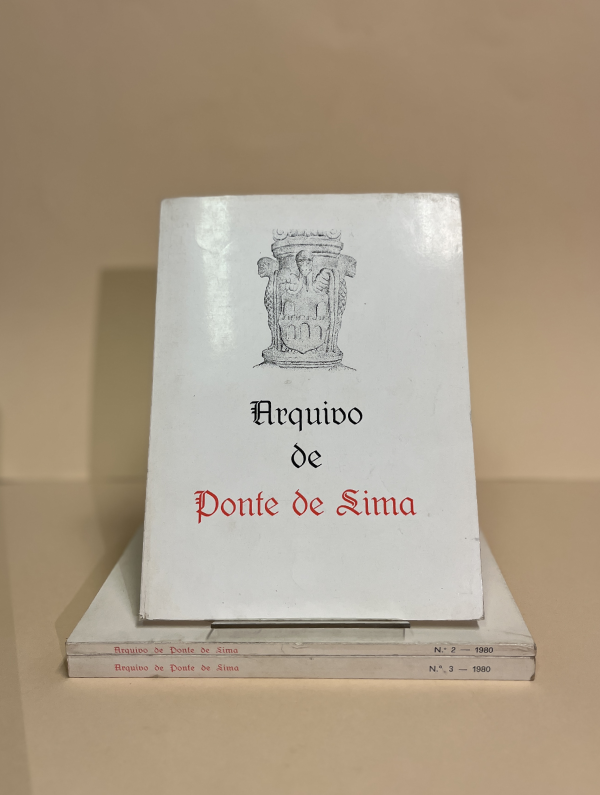 Arquivo
de
Ponte de Lima
Arquivo de Ponte de Lima N.º 2 — 1980
Arquivo de Ponte de Lima N.º 3 — 1980